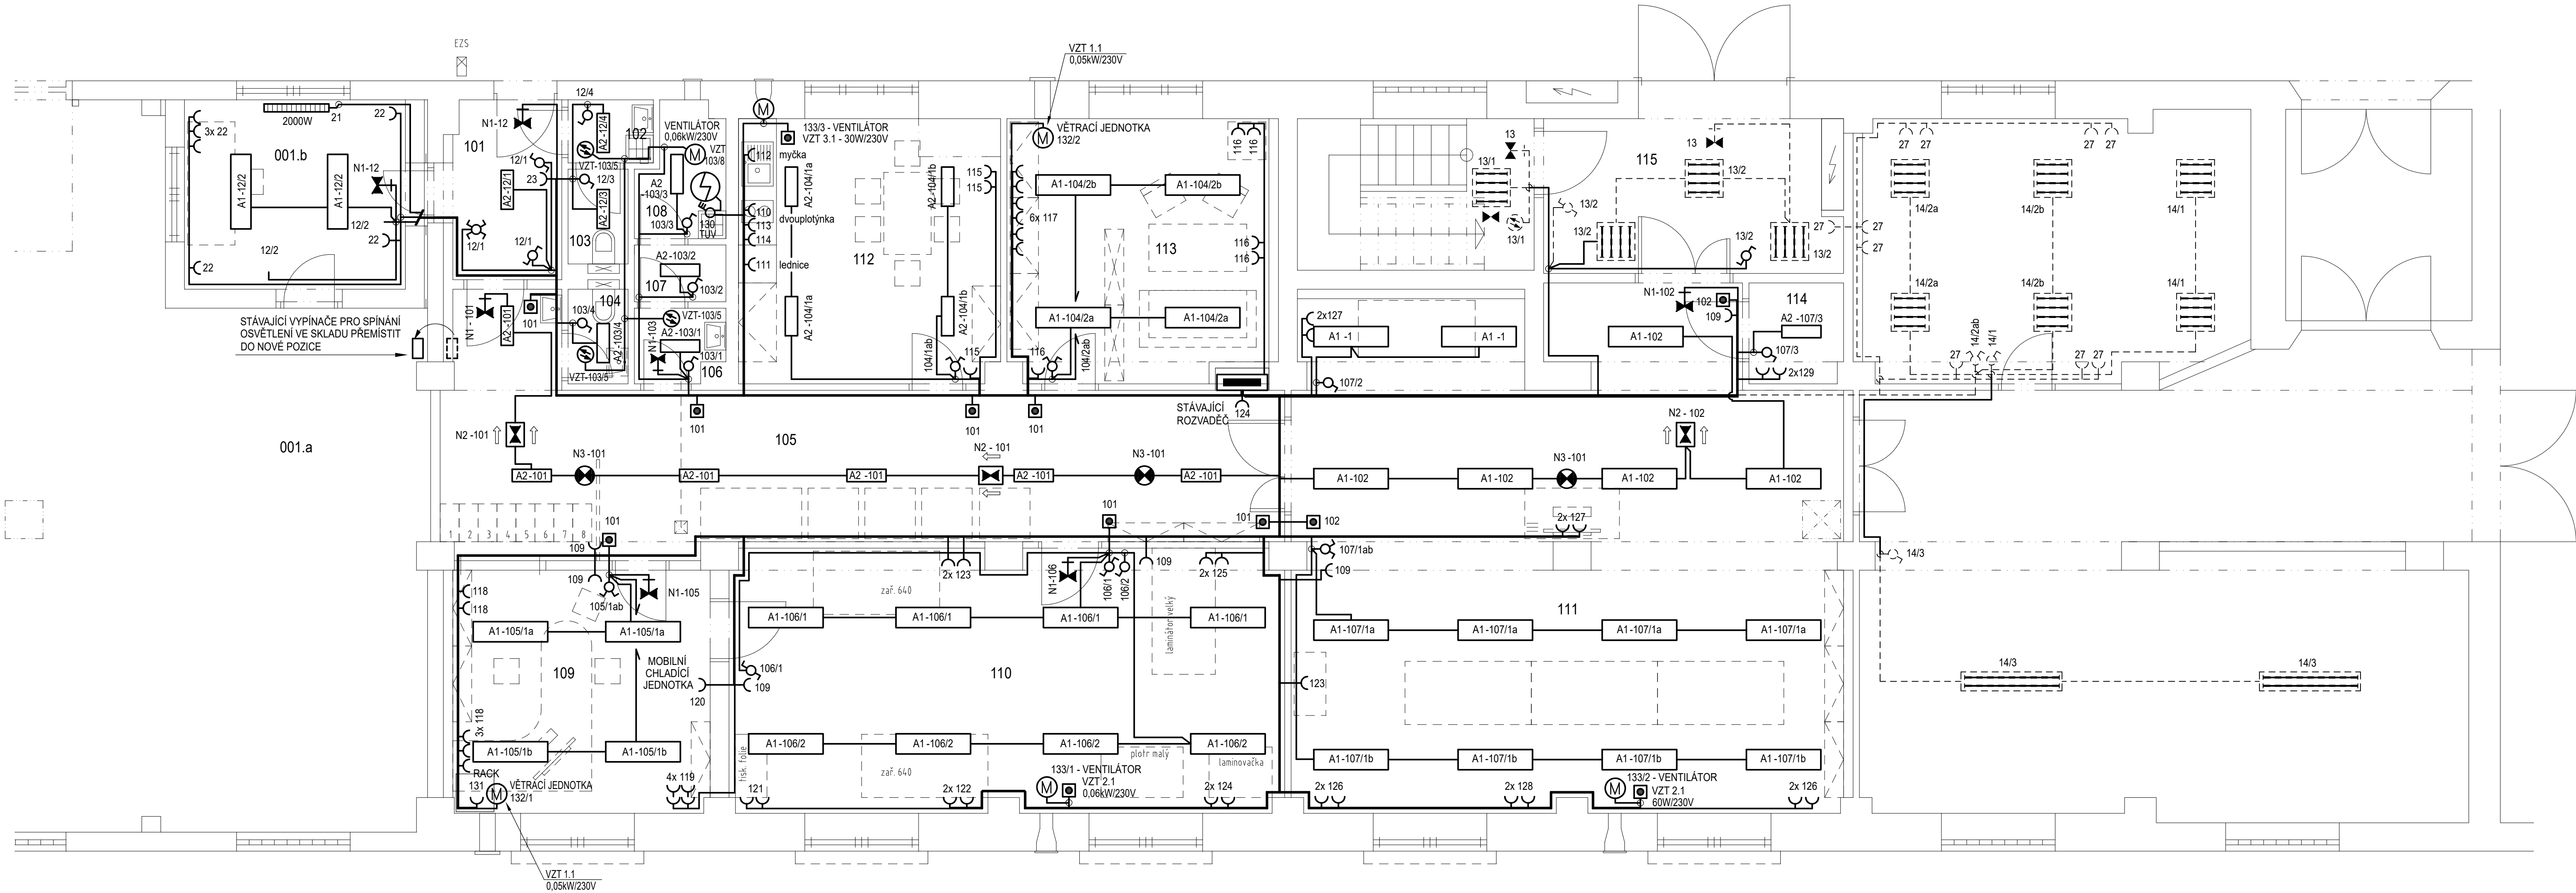 EZS
VZT 1.1
0,05kW/230V
2000W
21
22
3x 22
001.b
A1-12/2
A1-12/2
N1-12
12/2
22
12/2
22
101
N1-12
12/1
23
A2-12/1
12/1
12/1
12/4
A2-12/4
102
VZT-103/5
12/3
A2-12/3
103
VENTILÁTOR
0,06kW/230V
VZT
103/8
A2
-103/3
108
103/3
130
TUV
A2 -103/2
107
103/2
104
103/4
A2-103/4
VZT-103/5
VZT-103/5
A2 -103/1
N1-103
103/1
106
STÁVAJÍCÍ VYPÍNAČE PRO SPÍNÁNÍ
OSVĚTLENÍ VE SKLADU PŘEMÍSTIT
DO NOVÉ POZICE
N1 - 101
A2 -101
101
133/3 - VENTILÁTOR
VZT 3.1 - 30W/230V
112
myčka
A2 -104/1a
110
dvouplotýnka
113
114
111
lednice
A2 -104/1a
112
A2 -104/1b
115
115
A2 -104/1b
104/1ab
115
VĚTRACÍ JEDNOTKA
132/2
116
116
A1 -104/2b
A1 -104/2b
6x 117
113
116
116
A1 -104/2a
A1 -104/2a
116
104/2ab
STÁVAJÍCÍ
ROZVADĚČ
124
13
13/1
13/1
13/2
13/2
13
115
13/2
13/2
13/2
2x127
A1 -1
A1 -1
107/2
N1-102
102
109
A1 -102
114
A2 -107/3
107/3
2x129
27
27
27
27
27
27
27
14/2a
14/2b
14/1
14/2a
14/2b
14/1
27
14/2ab
14/1
27
27
001.a
N2 -101
101
105
101
101
N2 - 101
N3 -101
N3 -101
A2 -101
A2 -101
A2 -101
A2 -101
A2 -101
N2 - 102
N3 -101
A1 -102
A1 -102
A1 -102
A1 -102
1 2 3 4 5 6 7 8
101
101
101
102
2x 127
109
109
118
118
105/1ab
N1-105
A1 -105/1a
A1 -105/1a
MOBILNÍ
CHLADÍCÍ
JEDNOTKA
109
120
3x 118
A1 -105/1b
A1 -105/1b
RACK
131
VĚTRACÍ JEDNOTKA
132/1
4x 119
VZT 1.1
0,05kW/230V
2x 123
zař. 640
N1-106
106/1
106/2
109
2x 125
laminátor velký
A1 -106/1
A1 -106/1
A1 -106/1
A1 -106/1
106/1
109
110
A1 -106/2
A1 -106/2
A1 -106/2
A1 -106/2
tisk. folie
zař. 640
plotr malý
laminovačka
121
2x 122
133/1 - VENTILÁTOR
VZT 2.1
0,06kW/230V
2x 124
107/1ab
109
111
A1 -107/1a
A1 -107/1a
A1 -107/1a
A1 -107/1a
123
A1 -107/1b
A1 -107/1b
A1 -107/1b
A1 -107/1b
2x 126
2x 128
133/2 - VENTILÁTOR
VZT 2.1
60W/230V
2x 126
14/3
14/3
14/3